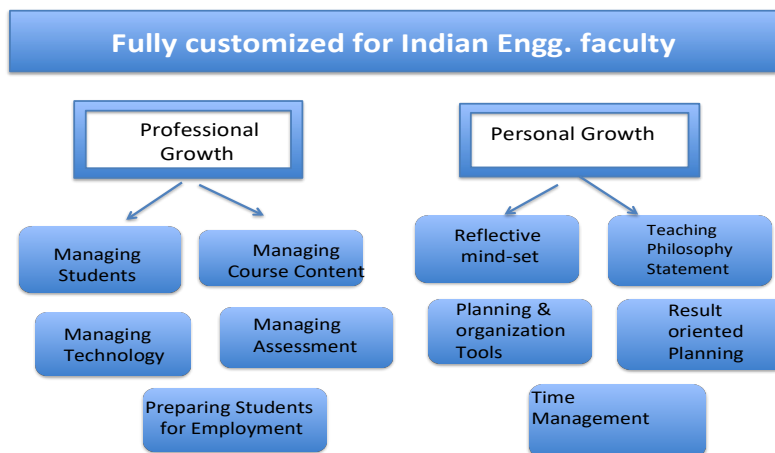 Fully customized for Indian Engg. faculty
Professional
Growth
Personal Growth
Managing
Students
Managing
Course Content
Reflective
mind-set
Teaching
Philosophy
Statement
Managing
Technology
Managing
Assessment
Planning &
organization
Tools
Result
oriented
Planning
Preparing Students
for Employment
Time
Management